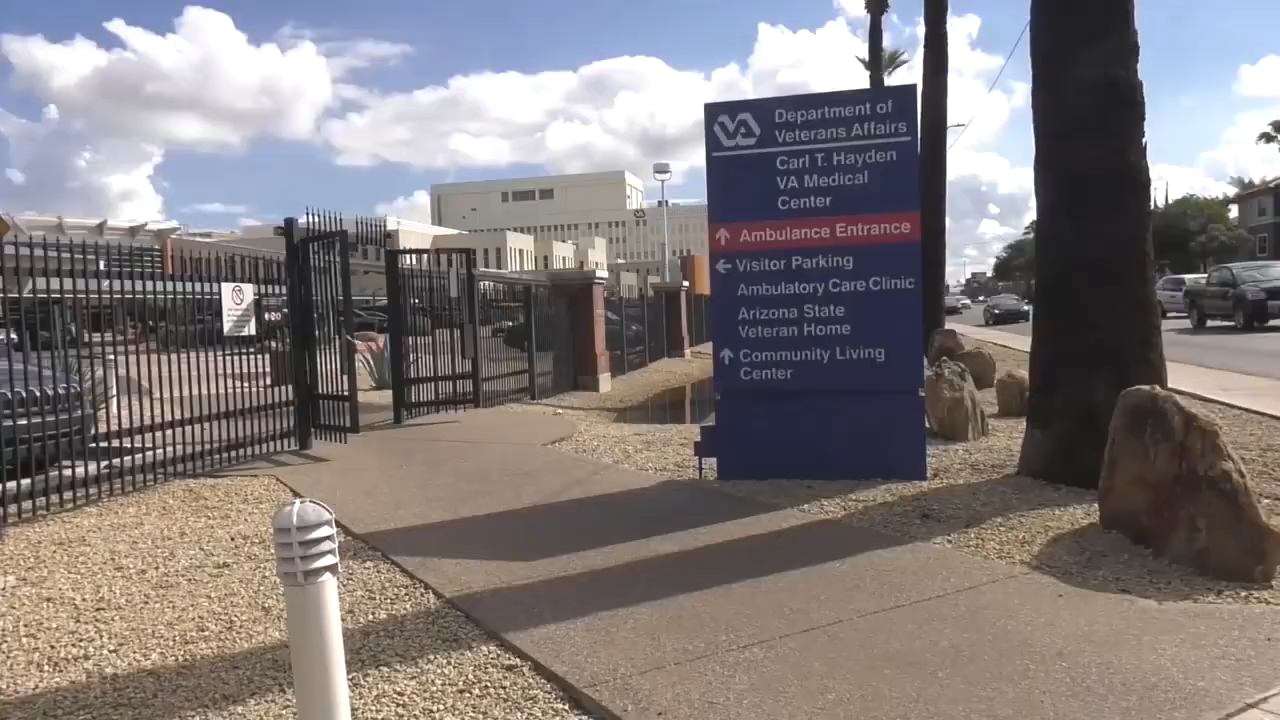 VA
Department of
Veterans Affairs
Carl T. Hayden
VA Medical
Center
↑ Ambulance Entrance
← Visitor Parking
Ambulatory Care Clinic
Arizona State
Veteran Home
↑ Community Living
Center